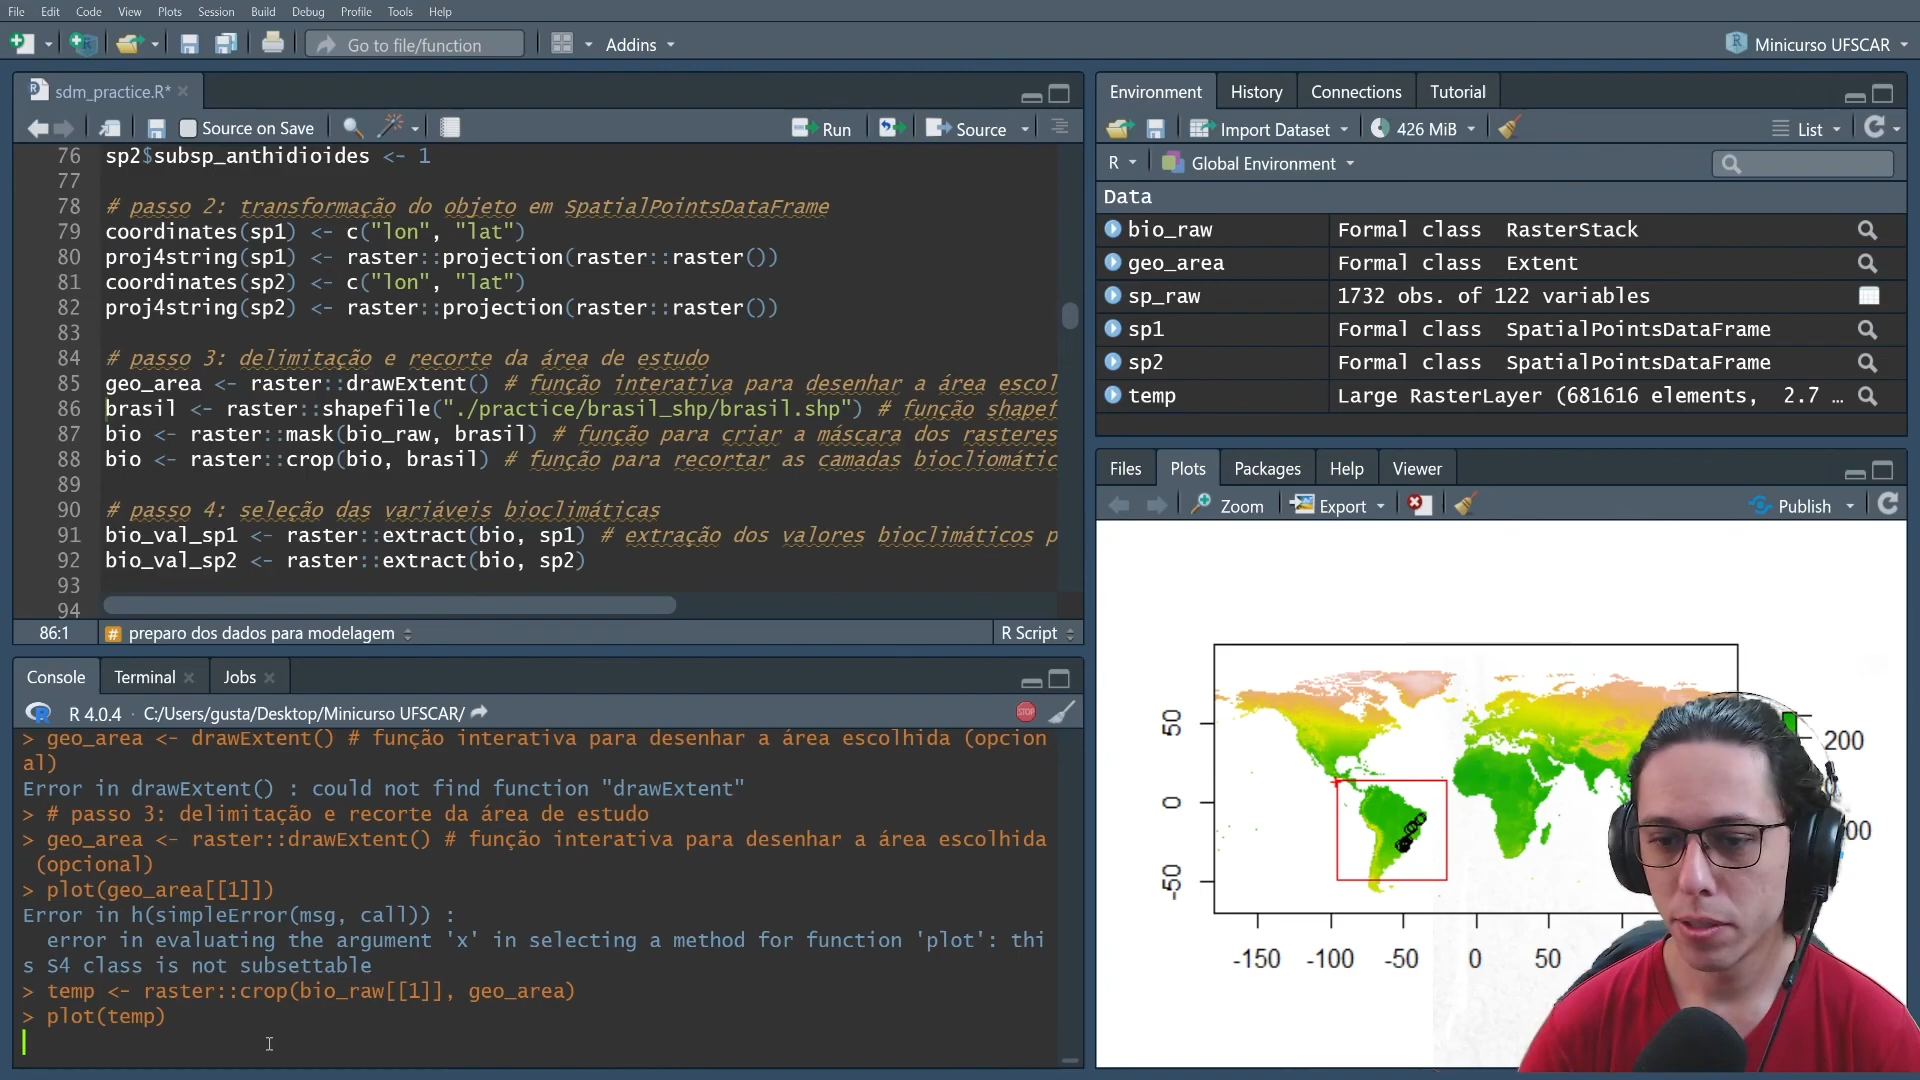 File Edit Code View Plots Session Build Debug Profile Tools Help
Go to file/function Addins Minicurso UFSCAR
sdm_practice.R*
Source on Save Run Source
76 sp2$subsp_anthidioides <- 1
77
78 # passo 2: transformação do objeto em SpatialPointsDataFrame
79 coordinates(sp1) <- c("lon", "lat")
80 proj4string(sp1) <- raster::projection(raster::raster())
81 coordinates(sp2) <- c("lon", "lat")
82 proj4string(sp2) <- raster::projection(raster::raster())
83
84 # passo 3: delimitação e recorte da área de estudo
85 geo_area <- raster::drawExtent() # função interativa para desenhar a área escol
86 brasil <- raster::shapefile("./practice/brasil_shp/brasil.shp") # função shapef
87 bio <- raster::mask(bio_raw, brasil) # função para criar a máscara dos rasteres
88 bio <- raster::crop(bio, brasil) # função para recortar as camadas biocliomátic
89
90 # passo 4: seleção das variáveis bioclimáticas
91 bio_val_sp1 <- raster::extract(bio, sp1) # extração dos valores bioclimáticos p
92 bio_val_sp2 <- raster::extract(bio, sp2)
93
94
86:1 # preparo dos dados para modelagem R Script
Console Terminal Jobs
R 4.0.4 · C:/Users/gusta/Desktop/Minicurso UFSCAR/
STOP
> geo_area <- drawExtent() # função interativa para desenhar a área escolhida (opcion
al)
Error in drawExtent() : could not find function "drawExtent"
> # passo 3: delimitação e recorte da área de estudo
> geo_area <- raster::drawExtent() # função interativa para desenhar a área escolhida
(opcional)
> plot(geo_area[[1]])
Error in h(simpleError(msg, call)) :
error in evaluating the argument 'x' in selecting a method for function 'plot': thi
s S4 class is not subsettable
> temp <- raster::crop(bio_raw[[1]], geo_area)
> plot(temp)
Environment History Connections Tutorial
Import Dataset 426 MiB List
R Global Environment
Data
bio_raw Formal class RasterStack
geo_area Formal class Extent
sp_raw 1732 obs. of 122 variables
sp1 Formal class SpatialPointsDataFrame
sp2 Formal class SpatialPointsDataFrame
temp Large RasterLayer (681616 elements, 2.7 …
Files Plots Packages Help Viewer
Zoom Export Publish
50
0
-50
-150 -100 -50 0 50
200